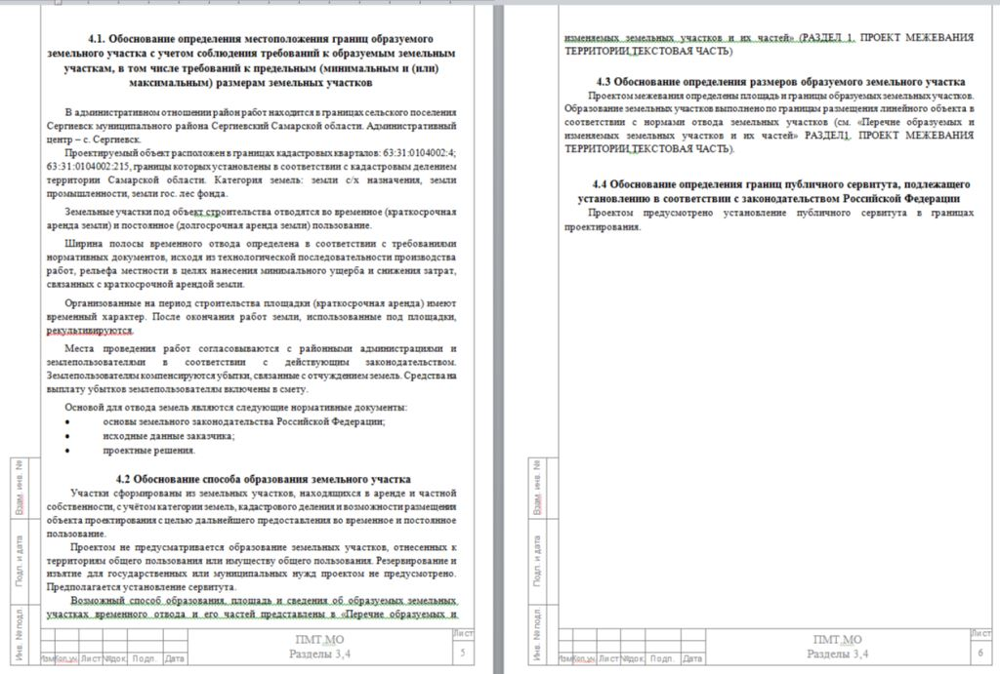 4.1. Обоснование определения местоположения границ образуемого
земельного участка с учетом соблюдения требований к образуемым земельным
участкам, в том числе требований к предельным (минимальным и (или)
максимальным) размерам земельных участков
В административном отношении район работ находится в границах сельского поселения
Сергиевск муниципального района Сергиевский Самарской области. Административный
центр – с. Сергиевск.
Проектируемый объект расположен в границах кадастровых кварталов: 63:31:0104002:4;
63:31:0104002:215, границы которых установлены в соответствии с кадастровым делением
территории Самарской области. Категория земель: земли с/х назначения, земли
промышленности, земли гос. лес фонда.
Земельные участки под объект строительства отводятся во временное (краткосрочная
аренда земли) и постоянное (долгосрочная аренда земли) пользование.
Ширина полосы временного отвода определена в соответствии с требованиями
нормативных документов, исходя из технологической последовательности производства
работ, рельефа местности в целях нанесения минимального ущерба и снижения затрат,
связанных с краткосрочной арендой земли.
Организованные на период строительства площадки (краткосрочная аренда) имеют
временный характер. После окончания работ земли, использованные под площадки,
рекультивируются.
Места проведения работ согласовываются с районными администрациями и
землепользователями в соответствии с действующим законодательством.
Землепользователям компенсируются убытки, связанные с отчуждением земель. Средства на
выплату убытков землепользователям включены в смету.
Основой для отвода земель являются следующие нормативные документы:
• основы земельного законодательства Российской Федерации;
• исходные данные заказчика;
• проектные решения.
4.2 Обоснование способа образования земельного участка
Участки сформированы из земельных участков, находящихся в аренде и частной
собственности, с учётом категории земель, кадастрового деления и возможности размещения
объекта проектирования с целью дальнейшего предоставления во временное и постоянное
пользование.
Проектом не предусматривается образование земельных участков, отнесенных к
территориям общего пользования или имуществу общего пользования. Резервирование и
изъятие для государственных или муниципальных нужд проектом не предусмотрено.
Предполагается установление сервитута.
Возможный способ образования, площадь и сведения об образуемых земельных
участках временного отвода и его частей представлены в «Перечне образуемых и
Взам. инв. №
Подп. и дата
Инв. № подл.
Изм Кол.уч. Лист №док. Подп. Дата
ПМТ.МО
Разделы 3,4
Лист
5
изменяемых земельных участков и их частей» (РАЗДЕЛ 1. ПРОЕКТ МЕЖЕВАНИЯ
ТЕРРИТОРИИ.ТЕКСТОВАЯ ЧАСТЬ)
4.3 Обоснование определения размеров образуемого земельного участка
Проектом межевания определены площадь и границы образуемых земельных участков.
Образование земельных участков выполнено по границам размещения линейного объекта в
соответствии с нормами отвода земельных участков (см. «Перечне образуемых и
изменяемых земельных участков и их частей» РАЗДЕЛ1. ПРОЕКТ МЕЖЕВАНИЯ
ТЕРРИТОРИИ.ТЕКСТОВАЯ ЧАСТЬ).
4.4 Обоснование определения границ публичного сервитута, подлежащего
установлению в соответствии с законодательством Российской Федерации
Проектом предусмотрено установление публичного сервитута в границах
проектирования.
Взам. инв. №
Подп. и дата
Инв. № подл.
Изм Кол.уч. Лист №док. Подп. Дата
ПМТ.МО
Разделы 3,4
Лист
6